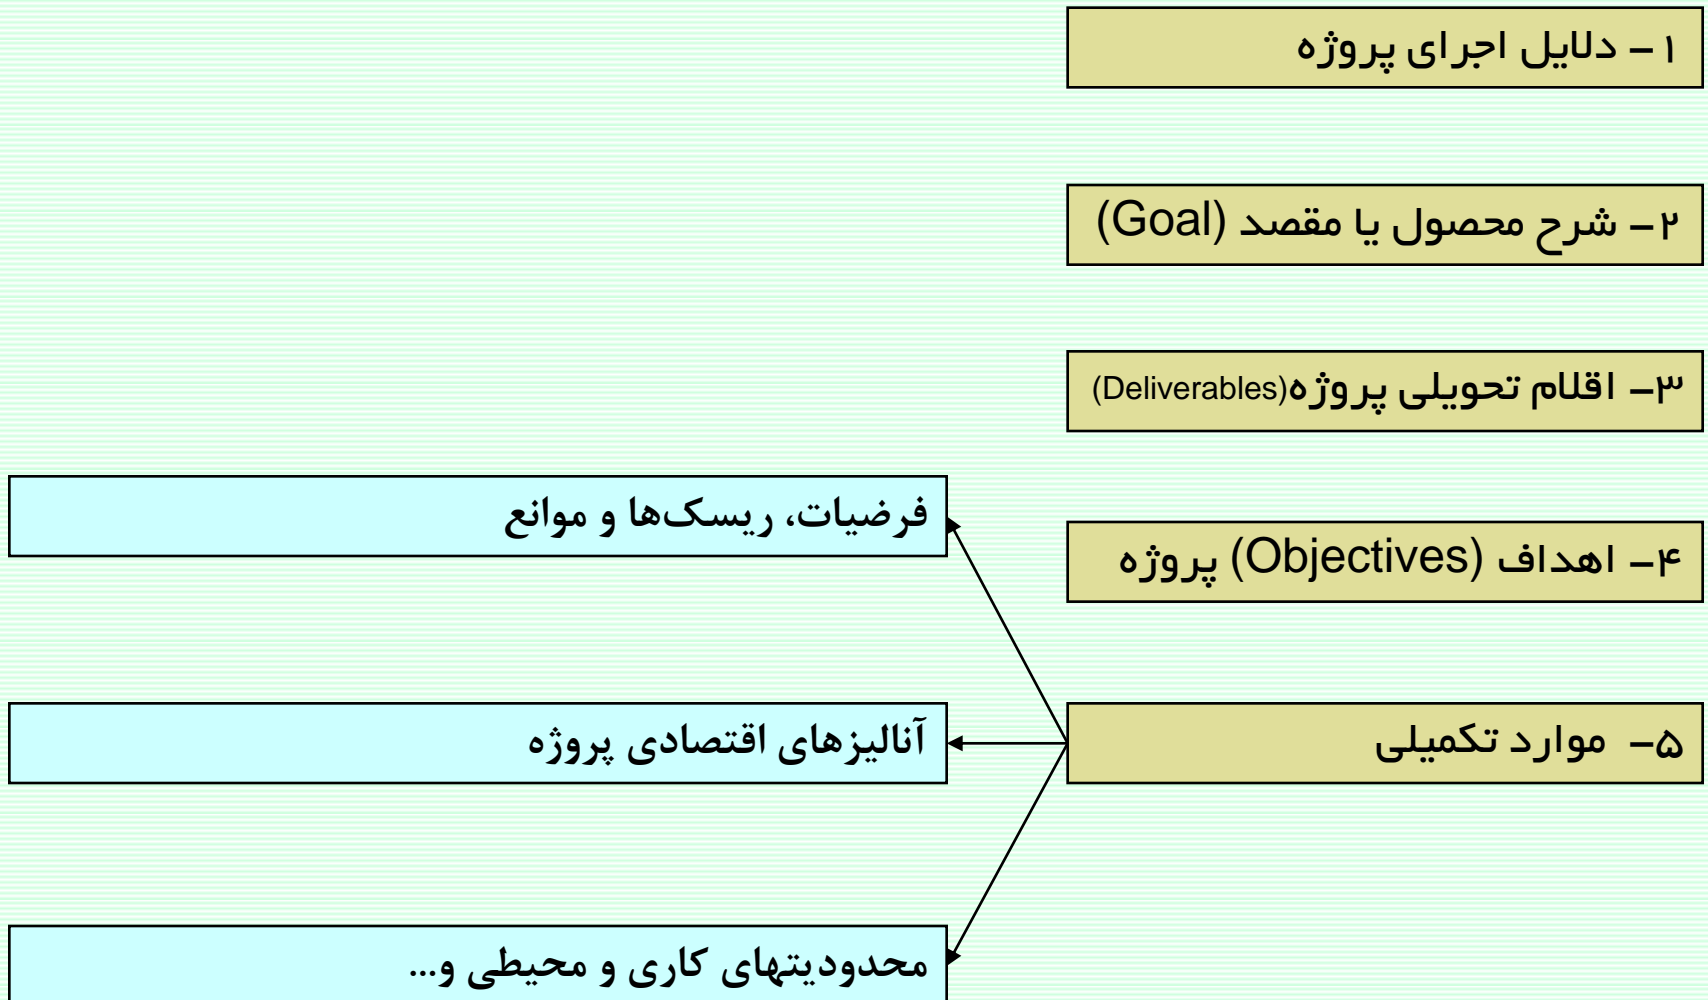 ۱- دلایل اجرای پروژه
۲- شرح محصول یا مقصد (Goal)
۳- اقلام تحویلی پروژه(Deliverables)
۴- اهداف (Objectives) پروژه
۵- موارد تکمیلی
فرضیات، ریسک‌ها و موانع
آنالیزهای اقتصادی پروژه
محدودیتهای کاری و محیطی و...